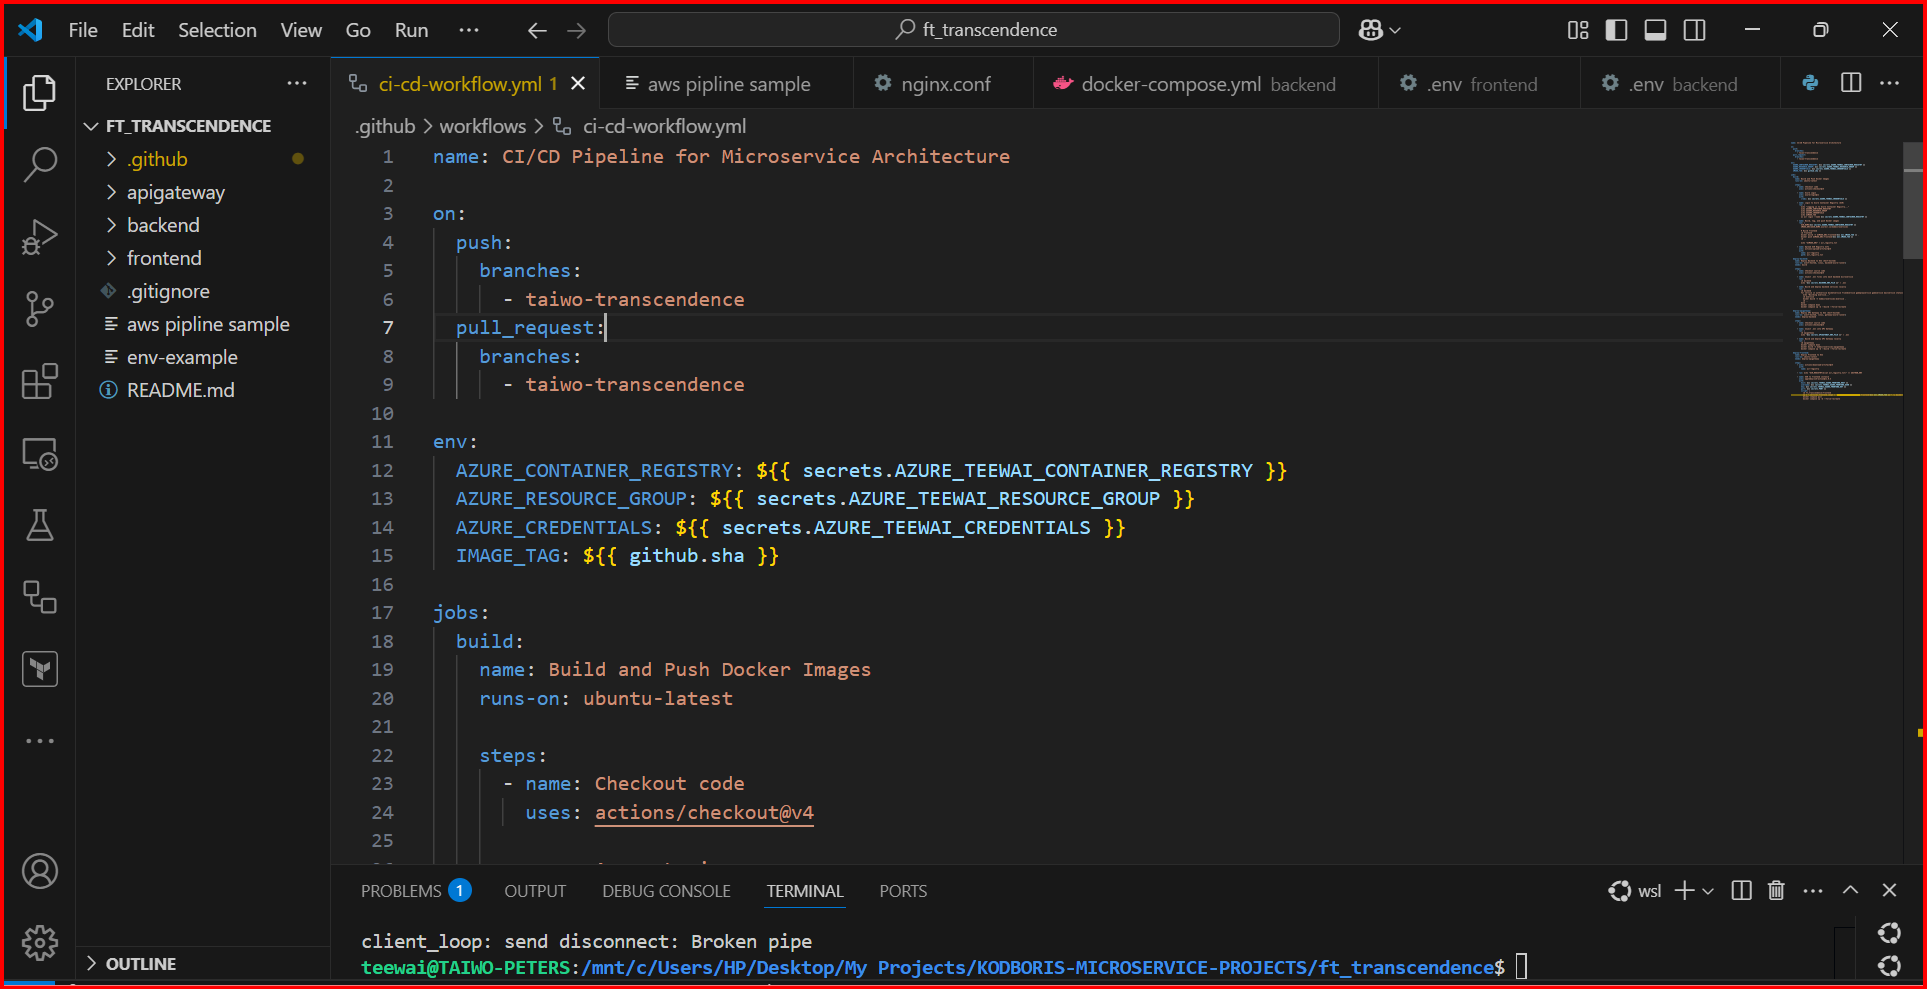 File Edit Selection View Go Run ft_transcendence
EXPLORER
FT_TRANSCENDENCE
.github
apigateway
backend
frontend
.gitignore
aws pipline sample
env-example
README.md
OUTLINE
ci-cd-workflow.yml 1 aws pipline sample nginx.conf docker-compose.yml backend .env frontend .env backend
.github > workflows > ci-cd-workflow.yml
1 name: CI/CD Pipeline for Microservice Architecture
2
3 on:
4 push:
5 branches:
6 - taiwo-transcendence
7 pull_request:
8 branches:
9 - taiwo-transcendence
10
11 env:
12 AZURE_CONTAINER_REGISTRY: ${{ secrets.AZURE_TEEWAI_CONTAINER_REGISTRY }}
13 AZURE_RESOURCE_GROUP: ${{ secrets.AZURE_TEEWAI_RESOURCE_GROUP }}
14 AZURE_CREDENTIALS: ${{ secrets.AZURE_TEEWAI_CREDENTIALS }}
15 IMAGE_TAG: ${{ github.sha }}
16
17 jobs:
18 build:
19 name: Build and Push Docker Images
20 runs-on: ubuntu-latest
21
22 steps:
23 - name: Checkout code
24 uses: actions/checkout@v4
25
PROBLEMS 1 OUTPUT DEBUG CONSOLE TERMINAL PORTS wsl
client_loop: send disconnect: Broken pipe
teewai@TAIWO-PETERS:/mnt/c/Users/HP/Desktop/My Projects/KODBORIS-MICROSERVICE-PROJECTS/ft_transcendence$